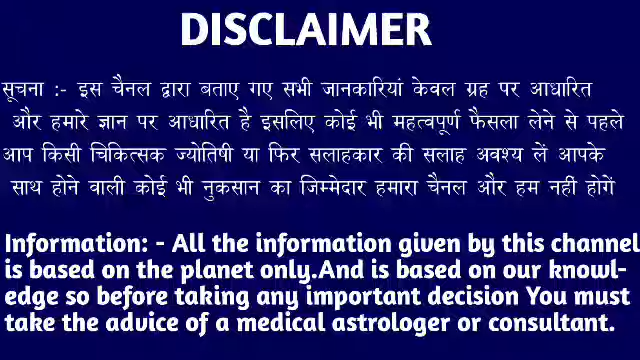 DISCLAIMER
सूचना :- इस चैनल द्वारा बताए गए सभी जानकारियां केवल ग्रह पर आधारित
और हमारे ज्ञान पर आधारित है इसलिए कोई भी महत्वपूर्ण फैसला लेने से पहले
आप किसी चिकित्सक ज्योतिषी या फिर सलाहकार की सलाह अवश्य लें आपके
साथ होने वाली कोई भी नुकसान का जिम्मेदार हमारा चैनल और हम नहीं होगें
Information: - All the information given by this channel
is based on the planet only.And is based on our knowl-
edge so before taking any important decision You must
take the advice of a medical astrologer or consultant.